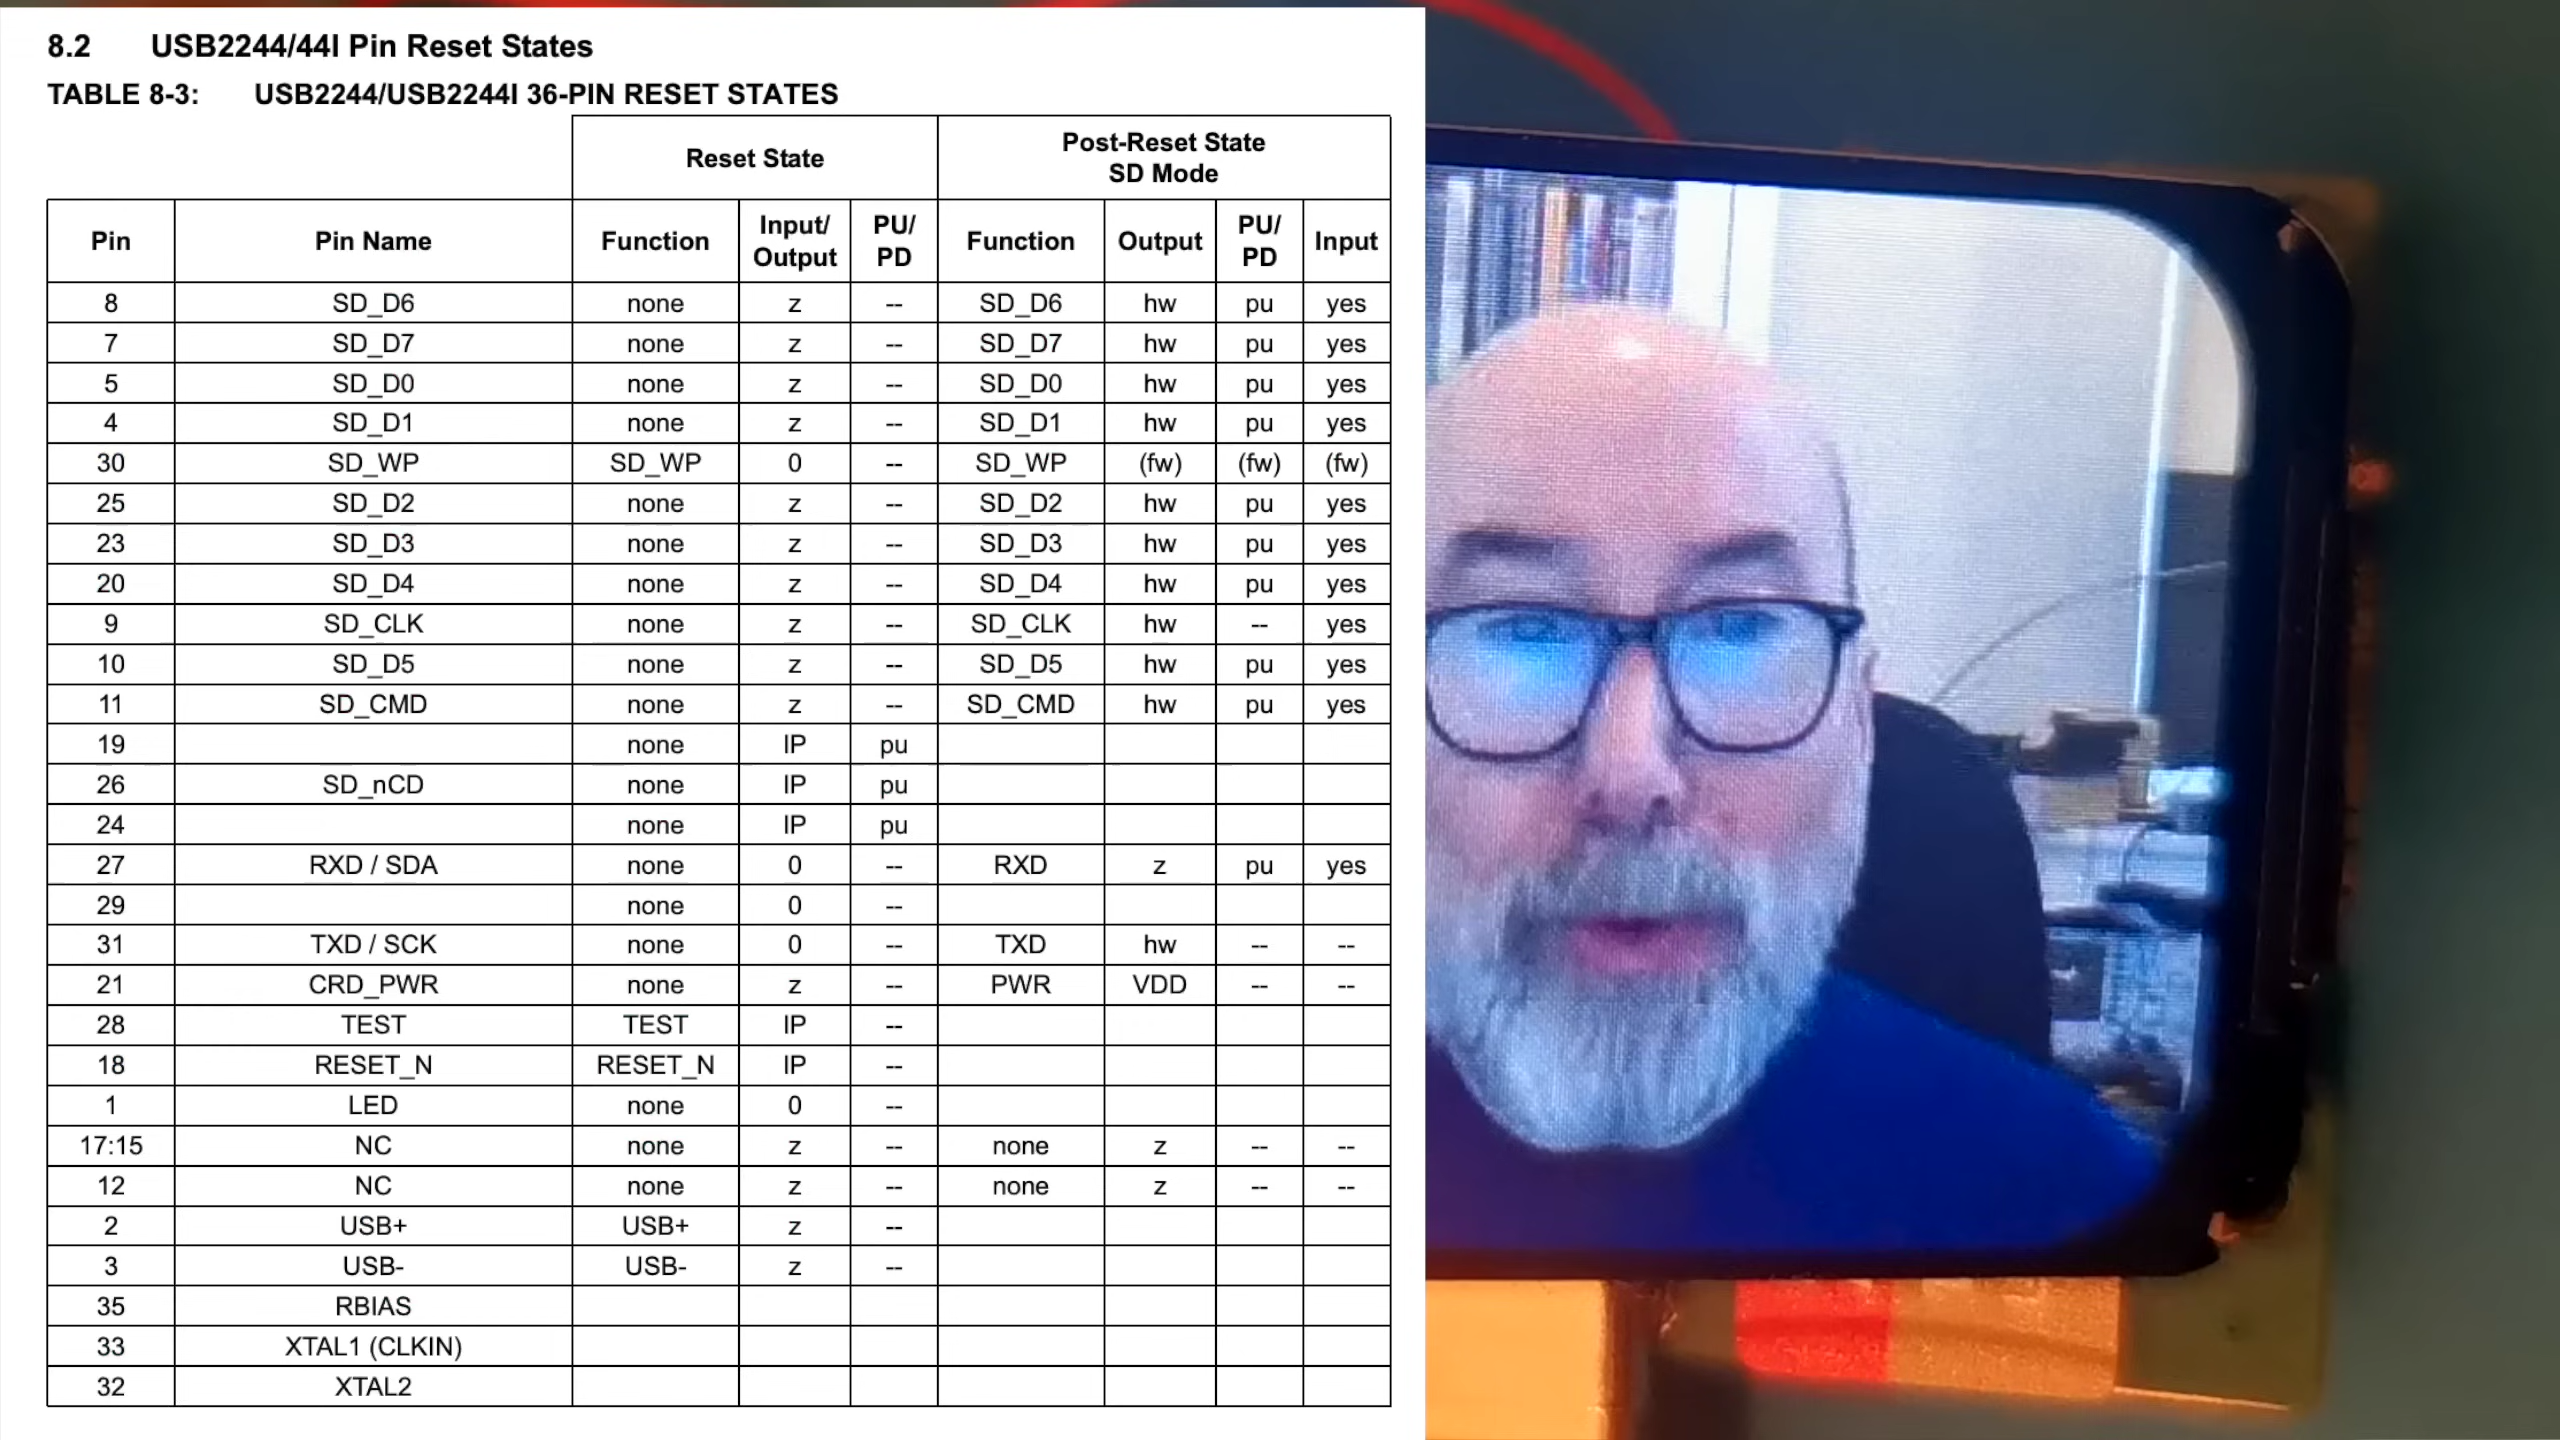 8.2 USB2244/44I Pin Reset States
TABLE 8-3: USB2244/USB2244I 36-PIN RESET STATES
Reset State Post-Reset State SD Mode
Pin Pin Name Function Input/ Output PU/ PD Function Output PU/ PD Input
8 SD_D6 none z -- SD_D6 hw pu yes
7 SD_D7 none z -- SD_D7 hw pu yes
5 SD_D0 none z -- SD_D0 hw pu yes
4 SD_D1 none z -- SD_D1 hw pu yes
30 SD_WP SD_WP 0 -- SD_WP (fw) (fw) (fw)
25 SD_D2 none z -- SD_D2 hw pu yes
23 SD_D3 none z -- SD_D3 hw pu yes
20 SD_D4 none z -- SD_D4 hw pu yes
9 SD_CLK none z -- SD_CLK hw -- yes
10 SD_D5 none z -- SD_D5 hw pu yes
11 SD_CMD none z -- SD_CMD hw pu yes
19 none IP pu
26 SD_nCD none IP pu
24 none IP pu
27 RXD / SDA none 0 -- RXD z pu yes
29 none 0 --
31 TXD / SCK none 0 -- TXD hw -- --
21 CRD_PWR none z -- PWR VDD -- --
28 TEST TEST IP --
18 RESET_N RESET_N IP --
1 LED none 0 --
17:15 NC none z -- none z -- --
12 NC none z -- none z -- --
2 USB+ USB+ z --
3 USB- USB- z --
35 RBIAS
33 XTAL1 (CLKIN)
32 XTAL2